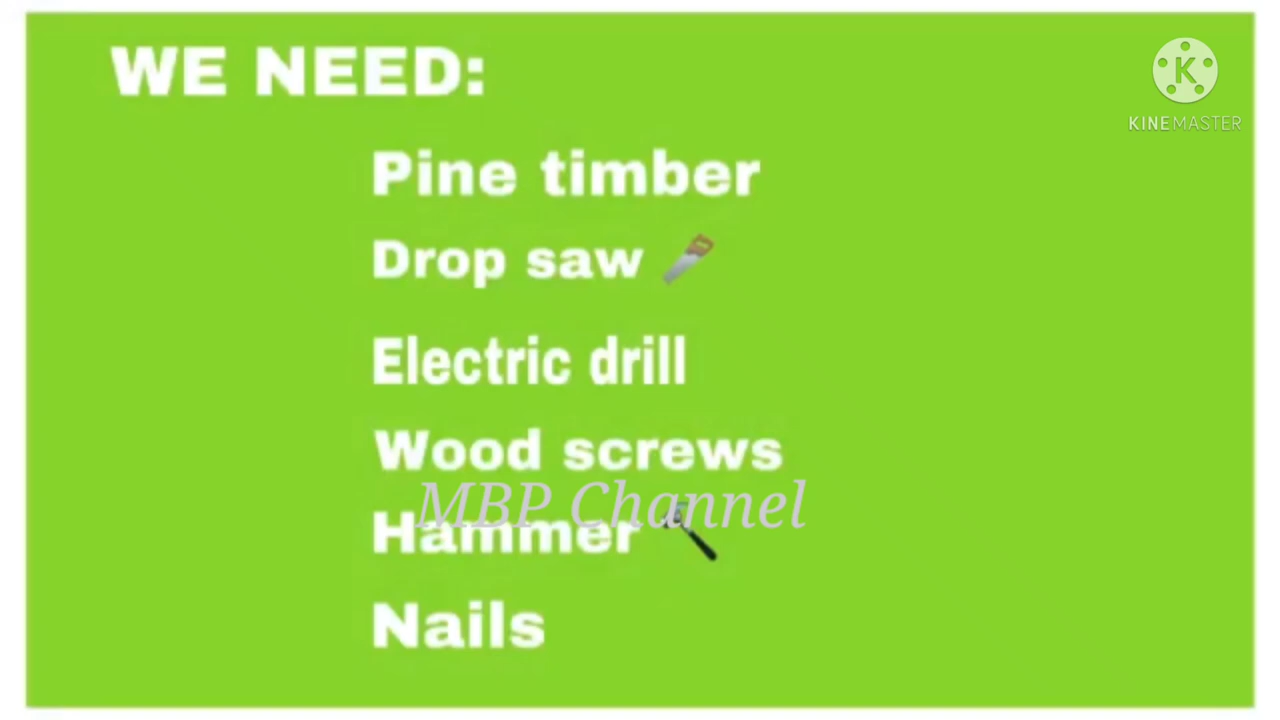 WE NEED:
K
KINEMASTER
Pine timber
Drop saw
Electric drill
Wood screws
MBP Channel
Hammer
Nails